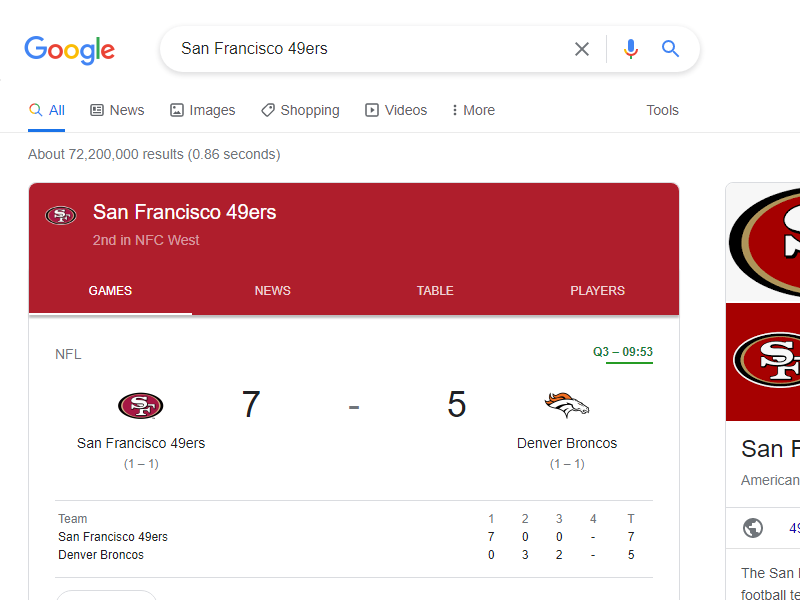 Google
San Francisco 49ers
All News Images Shopping Videos More Tools
About 72,200,000 results (0.86 seconds)
San Francisco 49ers
2nd in NFC West
GAMES NEWS TABLE PLAYERS
NFL Q3 – 09:53
SF
7 - 5
San Francisco 49ers Denver Broncos
(1 – 1) (1 – 1)
Team 1 2 3 4 T
San Francisco 49ers 7 0 0 - 7
Denver Broncos 0 3 2 - 5
SF
San F
American
49
The San
football te